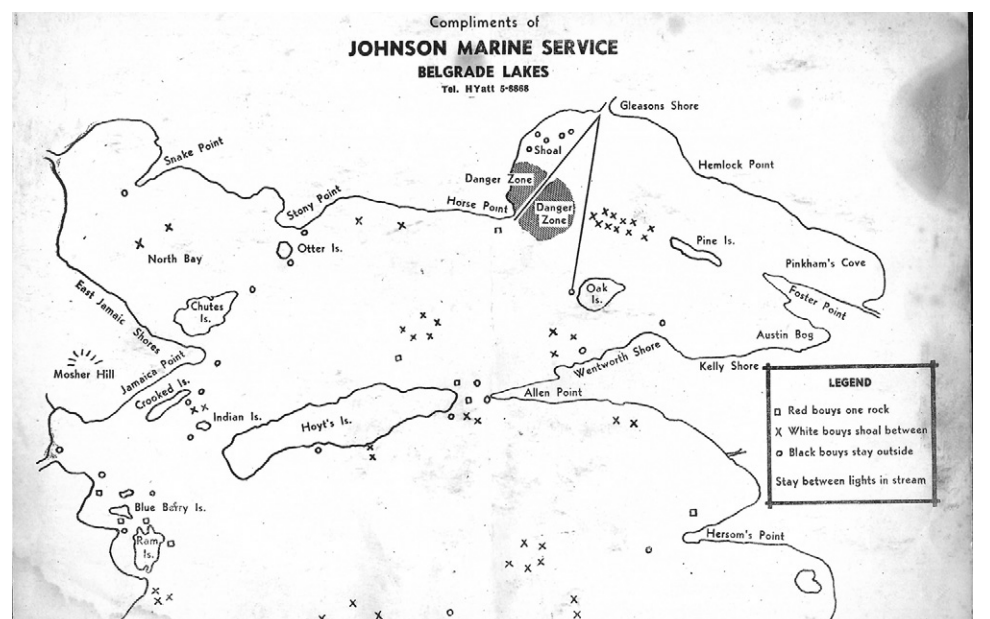 Compliments of
JOHNSON MARINE SERVICE
BELGRADE LAKES
Tel. HYatt 5-8868
Gleasons Shore
Shoal
Snake Point
Hemlock Point
Danger Zone
Stony Point
Horse Point
Danger
Zone
Otter Is.
Pine Is.
North Bay
Pinkham's Cove
Oak
Is.
Foster Point
East Jamaic Shores
Chutes
Is.
Austin Bog
Wentworth Shore
Mosher Hill
Jamaica Point
Kelly Shore
Crooked Is.
Allen Point
Indian Is.
Hoyt's Is.
LEGEND
Red bouys one rock
X White bouys shoal between
Black bouys stay outside
Stay between lights in stream
Blue Berry Is.
Ram
Is.
Hersom's Point